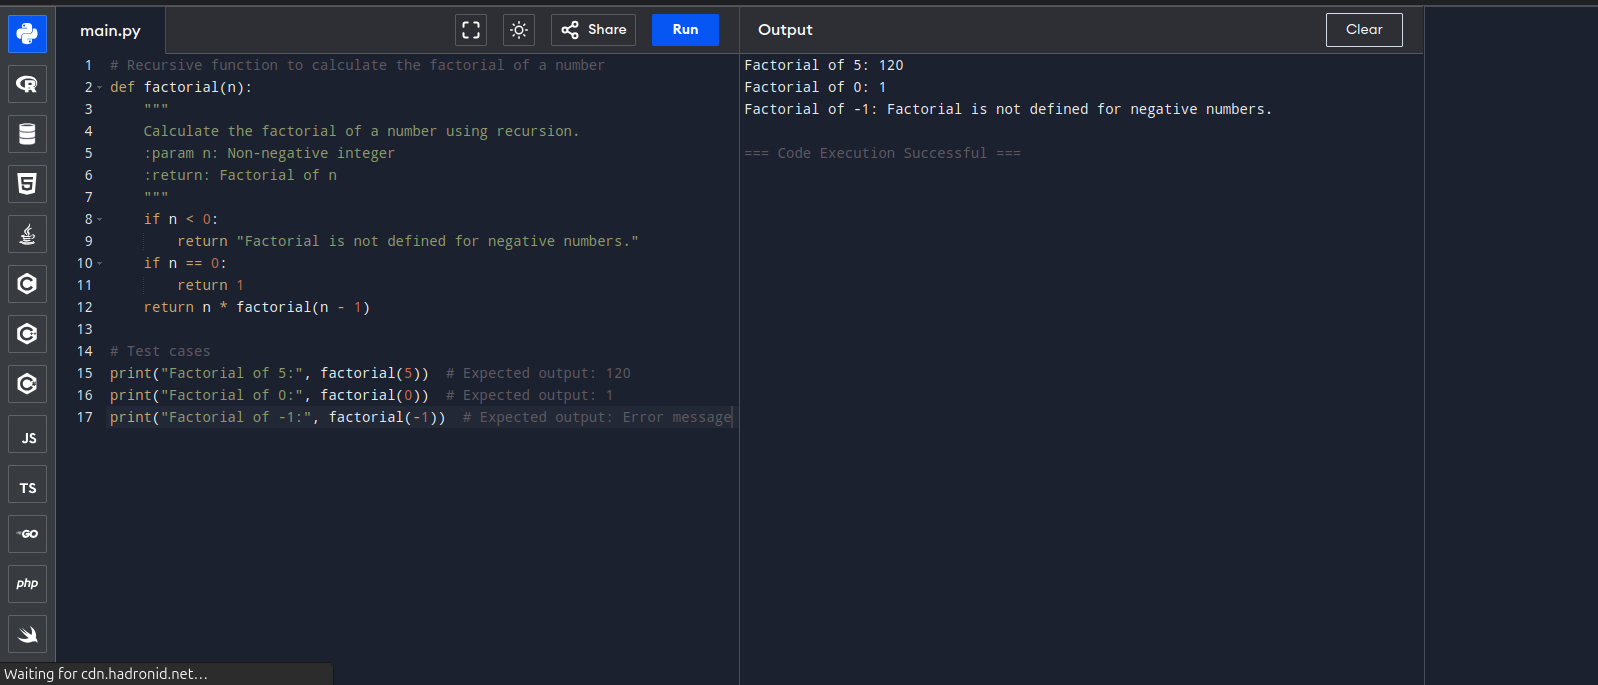 main.py
Share
Run
Output
Clear
1 # Recursive function to calculate the factorial of a number
2 def factorial(n):
3     """
4     Calculate the factorial of a number using recursion.
5     :param n: Non-negative integer
6     :return: Factorial of n
7     """
8     if n < 0:
9         return "Factorial is not defined for negative numbers."
10     if n == 0:
11         return 1
12     return n * factorial(n - 1)
13
14 # Test cases
15 print("Factorial of 5:", factorial(5))  # Expected output: 120
16 print("Factorial of 0:", factorial(0))  # Expected output: 1
17 print("Factorial of -1:", factorial(-1))  # Expected output: Error message
Factorial of 5: 120
Factorial of 0: 1
Factorial of -1: Factorial is not defined for negative numbers.
=== Code Execution Successful ===
R
5
C
C
C
JS
TS
GO
php
Waiting for cdn.hadronid.net...